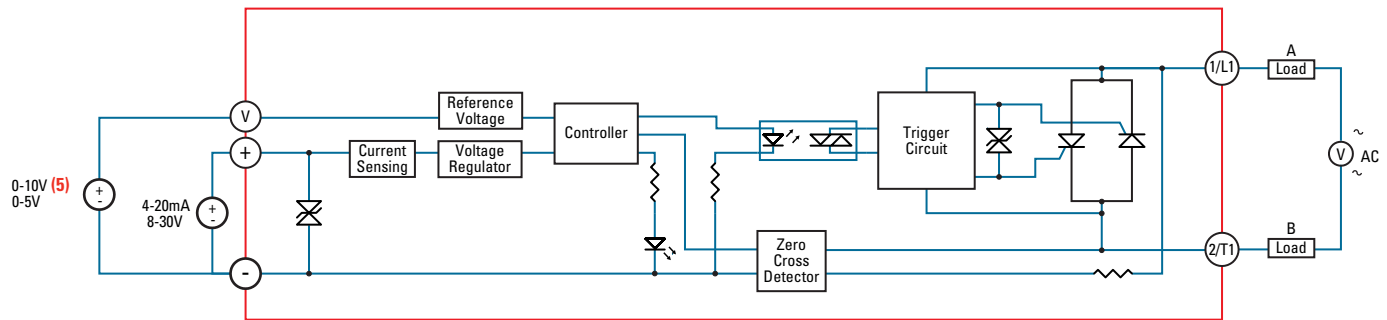 0-10V (5)
0-5V
4-20mA
8-30V
+
-
+
-
V
+
-
Reference
Voltage
Current
Sensing
Voltage
Regulator
Controller
Zero
Cross
Detector
Trigger
Circuit
1/L1
2/T1
A
Load
B
Load
~
V
AC
~